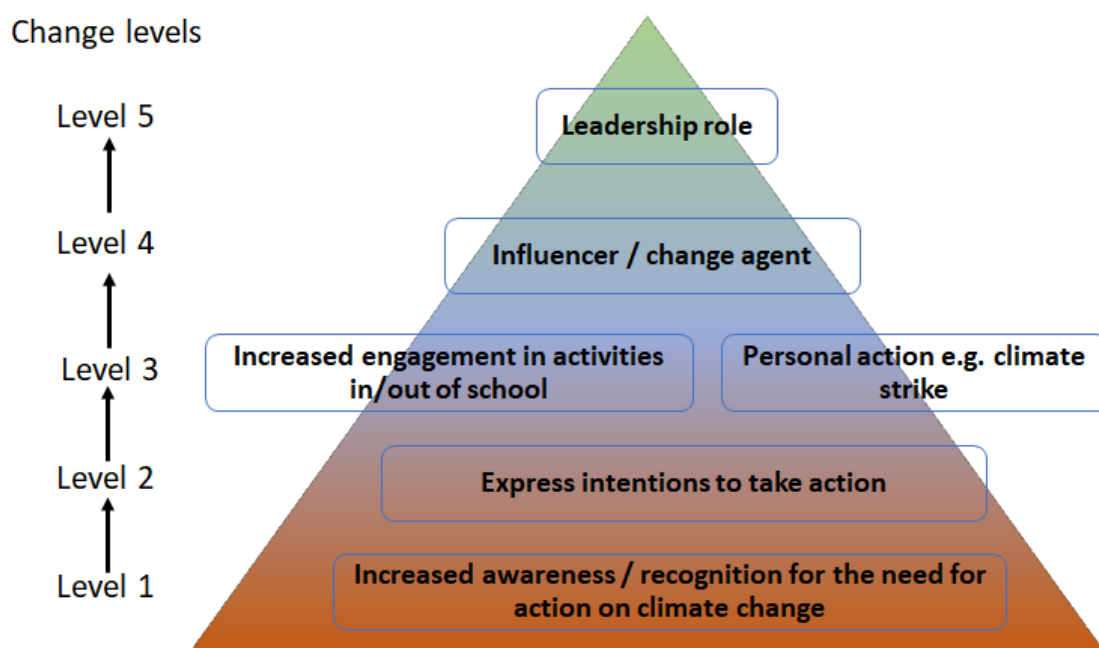 Change levels
Level 5
Leadership role
Level 4
Influencer / change agent
Level 3
Increased engagement in activities
in/out of school
Personal action e.g. climate
strike
Level 2
Express intentions to take action
Level 1
Increased awareness / recognition for the need for
action on climate change